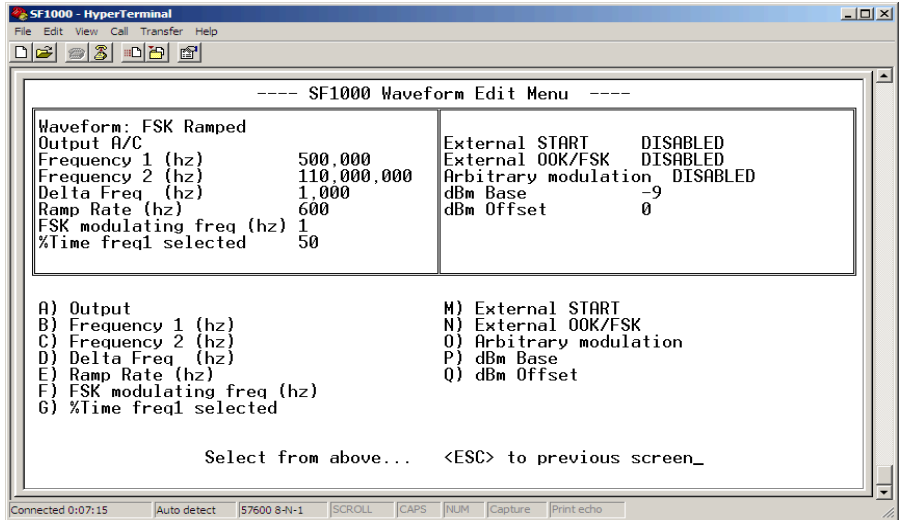 SF1000 - HyperTerminal
File Edit View Call Transfer Help
---- SF1000 Waveform Edit Menu ----
Waveform: FSK Ramped
Output A/C
Frequency 1 (hz) 500,000
Frequency 2 (hz) 110,000,000
Delta Freq (hz) 1,000
Ramp Rate (hz) 600
FSK modulating freq (hz) 1
%Time freq1 selected 50
External START DISABLED
External OOK/FSK DISABLED
Arbitrary modulation DISABLED
dBm Base -9
dBm Offset 0
A) Output
B) Frequency 1 (hz)
C) Frequency 2 (hz)
D) Delta Freq (hz)
E) Ramp Rate (hz)
F) FSK modulating freq (hz)
G) %Time freq1 selected
M) External START
N) External OOK/FSK
O) Arbitrary modulation
P) dBm Base
Q) dBm Offset
Select from above... <ESC> to previous screen_
Connected 0:07:15 Auto detect 57600 8-N-1 SCROLL CAPS NUM Capture Print echo